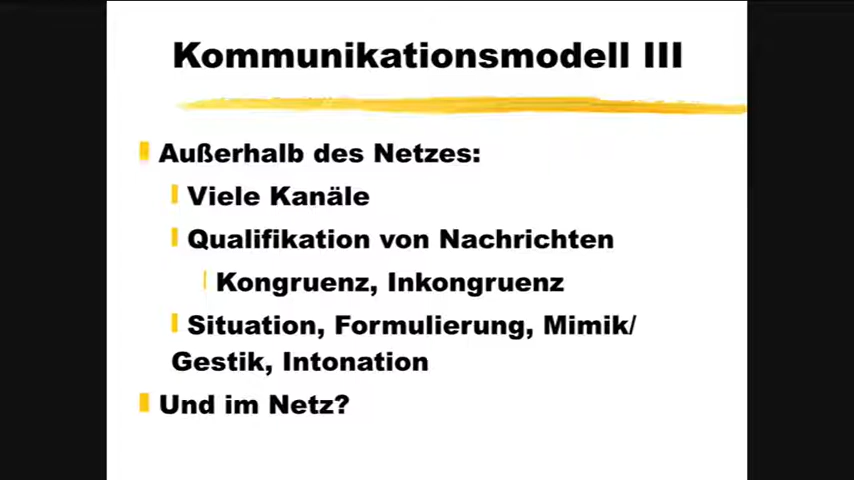 Kommunikationsmodell III
Außerhalb des Netzes:
Viele Kanäle
Qualifikation von Nachrichten
Kongruenz, Inkongruenz
Situation, Formulierung, Mimik/
Gestik, Intonation
Und im Netz?